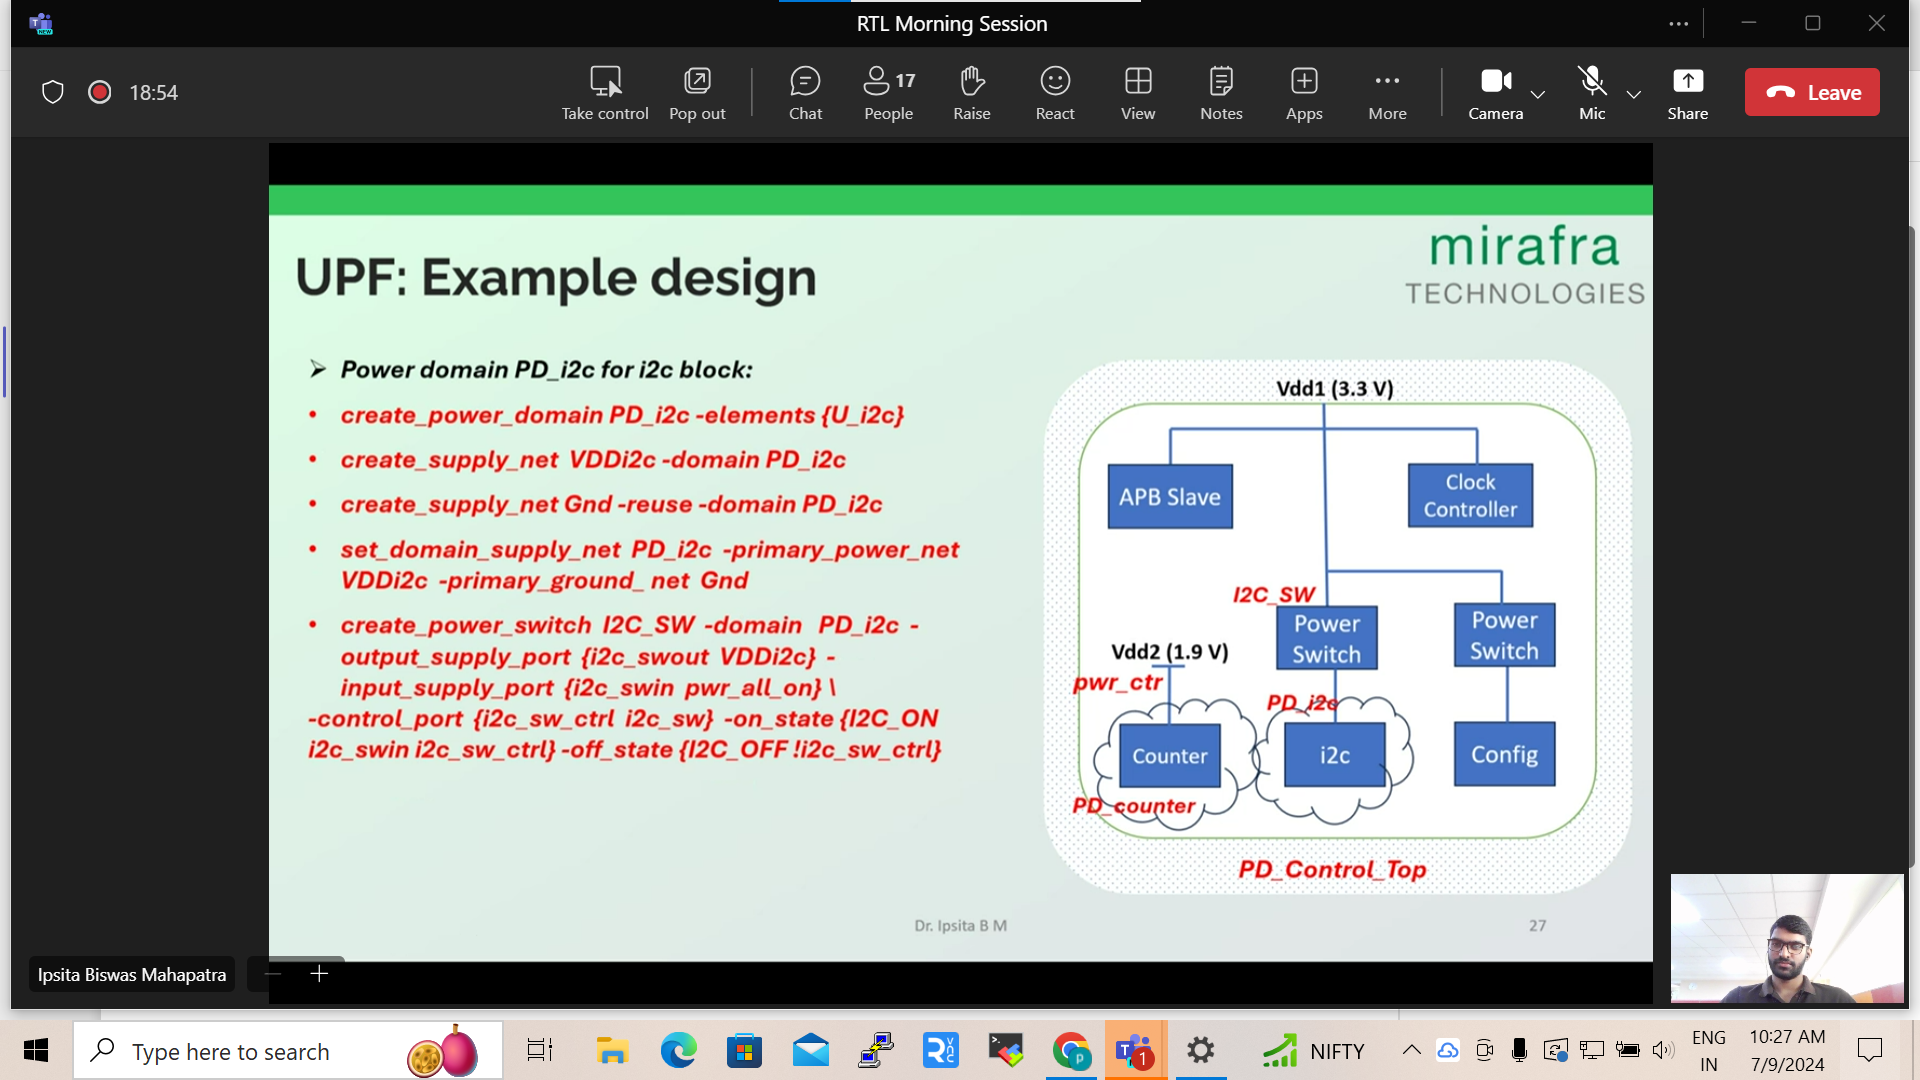 RTL Morning Session
18:54
Take control
Pop out
Chat
17
People
Raise
React
View
Notes
Apps
More
Camera
Mic
Share
Leave
mirafra
TECHNOLOGIES
UPF: Example design
Power domain PD_i2c for i2c block:
create_power_domain PD_i2c -elements {U_i2c}
create_supply_net VDDi2c -domain PD_i2c
create_supply_net Gnd -reuse -domain PD_i2c
set_domain_supply_net PD_i2c -primary_power_net
VDDi2c -primary_ground_ net Gnd
create_power_switch I2C_SW -domain PD_i2c -
output_supply_port {i2c_swout VDDi2c} -
input_supply_port {i2c_swin pwr_all_on} \
-control_port {i2c_sw_ctrl i2c_sw} -on_state {I2C_ON
i2c_swin i2c_sw_ctrl} -off_state {I2C_OFF !i2c_sw_ctrl}
Vdd1 (3.3 V)
APB Slave
Clock
Controller
I2C_SW
Power
Switch
Power
Switch
Vdd2 (1.9 V)
pwr_ctr
PD_i2c
Counter
i2c
Config
PD_counter
PD_Control_Top
Dr. Ipsita B M
27
Ipsita Biswas Mahapatra
Type here to search
NIFTY
ENG
IN
10:27 AM
7/9/2024